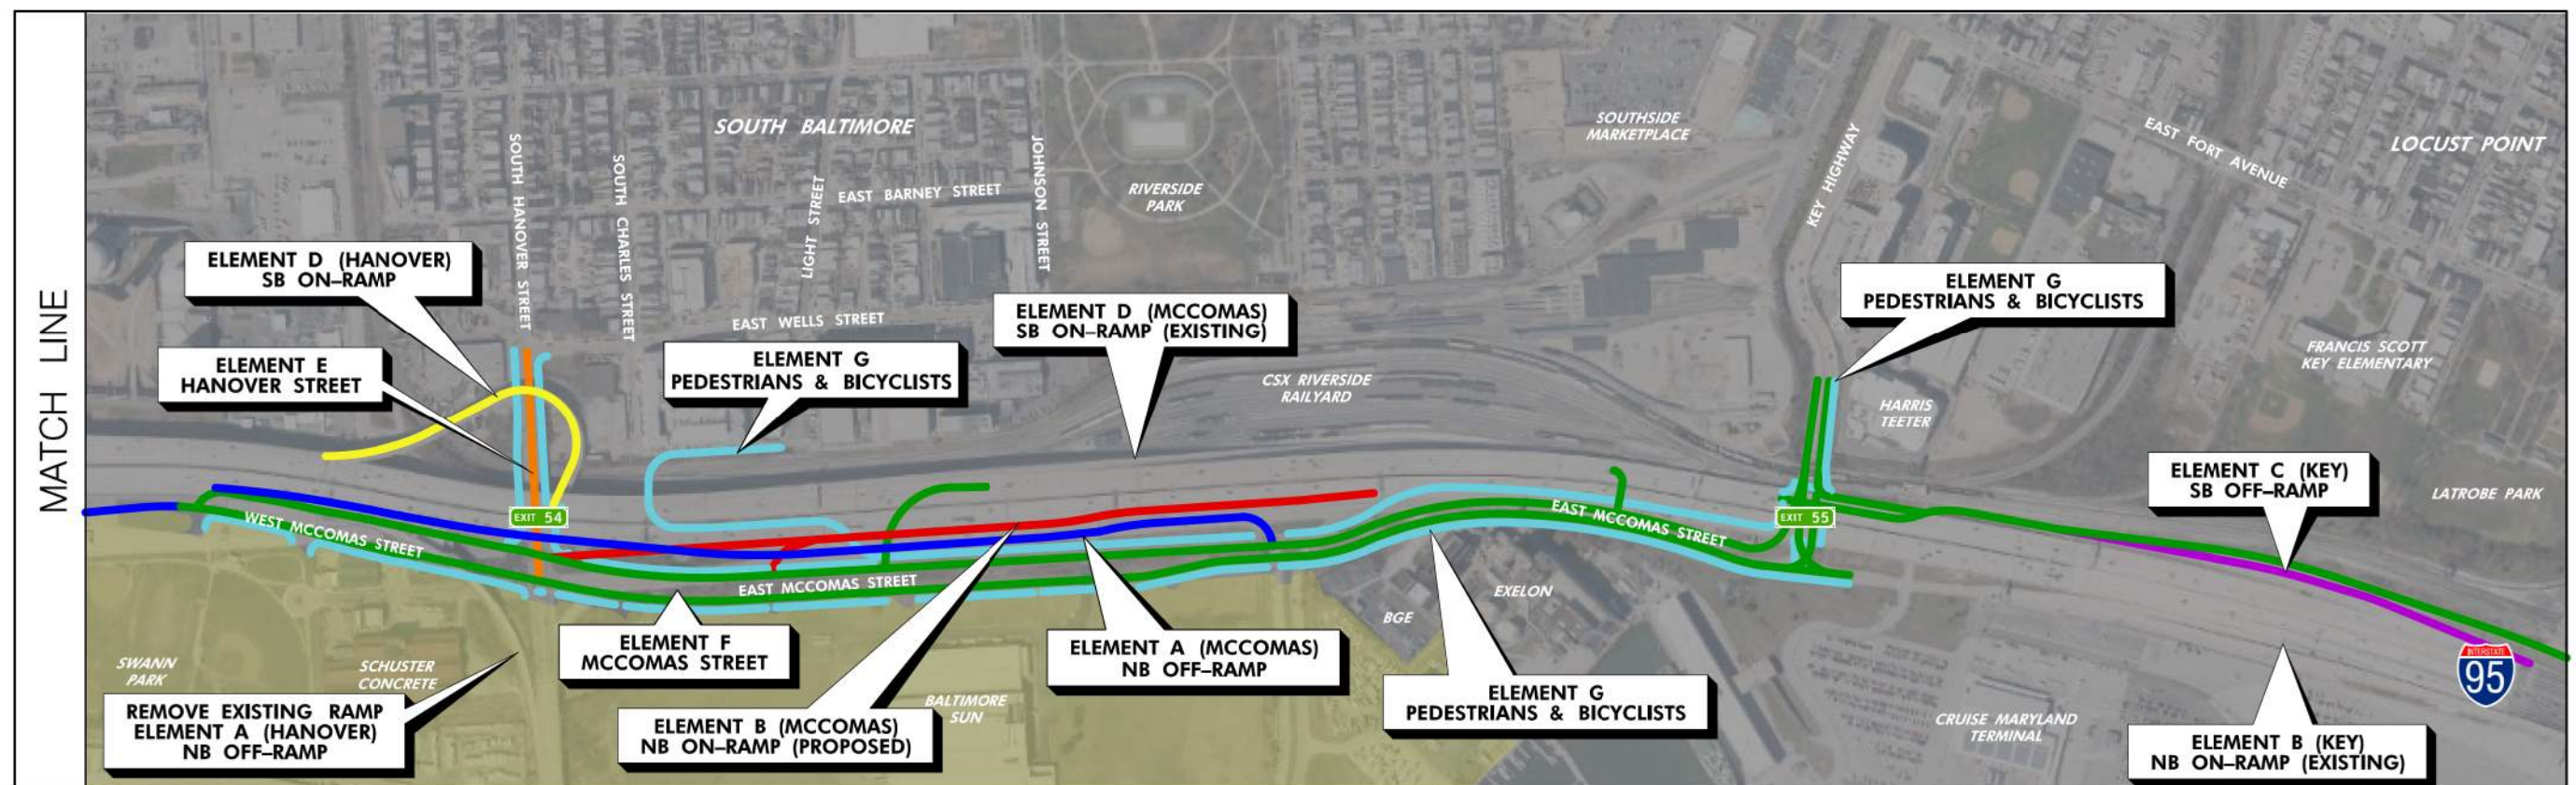 MATCH LINE
SOUTH BALTIMORE
SOUTHSIDE
MARKETPLACE
LOCUST POINT
EAST FORT AVENUE
KEY HIGHWAY
SOUTH HANOVER STREET
SOUTH CHARLES STREET
LIGHT STREET
EAST BARNEY STREET
JOHNSON STREET
RIVERSIDE
PARK
ELEMENT D (HANOVER)
SB ON–RAMP
ELEMENT E
HANOVER STREET
EAST WELLS STREET
ELEMENT G
PEDESTRIANS & BICYCLISTS
ELEMENT D (MCCOMAS)
SB ON–RAMP (EXISTING)
CSX RIVERSIDE
RAILYARD
ELEMENT G
PEDESTRIANS & BICYCLISTS
FRANCIS SCOTT
KEY ELEMENTARY
HARRIS
TEETER
ELEMENT C (KEY)
SB OFF–RAMP
LATROBE PARK
EXIT 54
EXIT 55
WEST MCCOMAS STREET
EAST MCCOMAS STREET
EAST MCCOMAS STREET
EXELON
BGE
SWANN
PARK
SCHUSTER
CONCRETE
ELEMENT F
MCCOMAS STREET
ELEMENT A (MCCOMAS)
NB OFF–RAMP
BALTIMORE
SUN
REMOVE EXISTING RAMP
ELEMENT A (HANOVER)
NB OFF–RAMP
ELEMENT B (MCCOMAS)
NB ON–RAMP (PROPOSED)
ELEMENT G
PEDESTRIANS & BICYCLISTS
CRUISE MARYLAND
TERMINAL
INTERSTATE
95
ELEMENT B (KEY)
NB ON–RAMP (EXISTING)